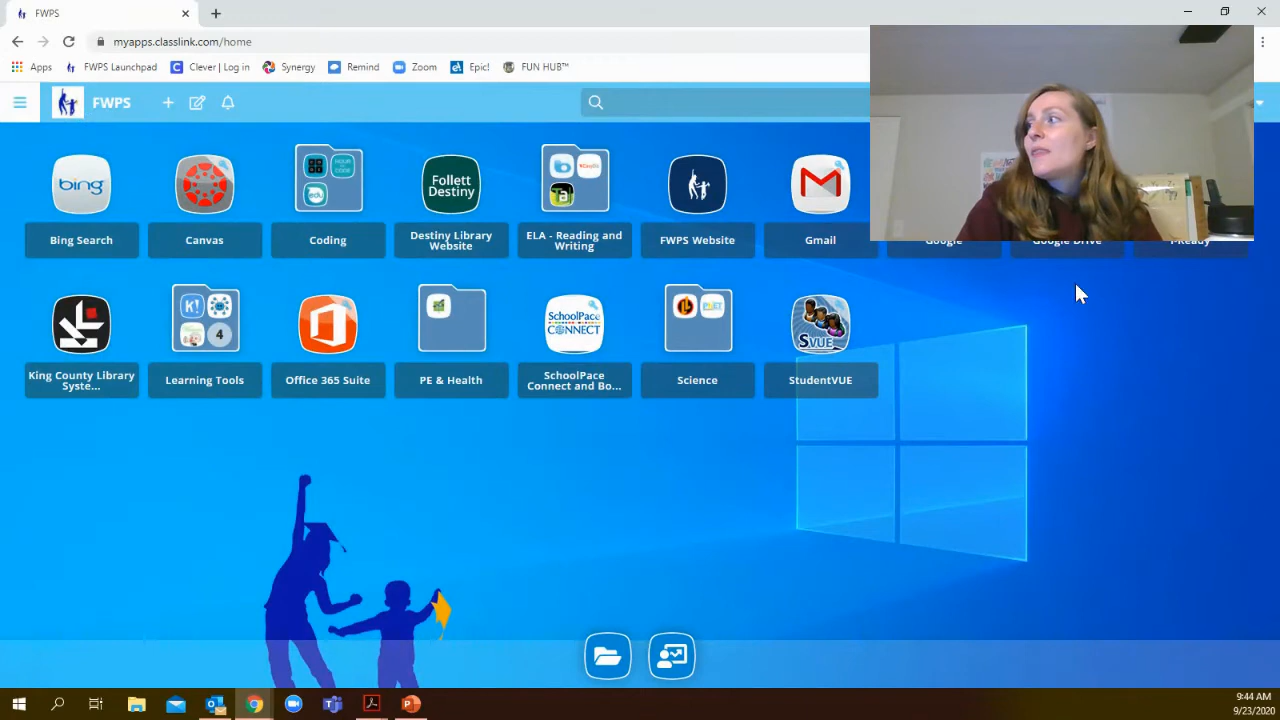 FWPS
myapps.classlink.com/home
Apps FWPS Launchpad Clever | Log in Synergy Remind Zoom Epic! FUN HUB™
FWPS
bing
Follett
Destiny
Bing Search
Canvas
Coding
Destiny Library
Website
ELA - Reading and
Writing
FWPS Website
Gmail
Google
Google Drive
i-Ready
K!
4
SCHOOLPACE
CONNECT
SVUE
King County Library
Syste...
Learning Tools
Office 365 Suite
PE & Health
SchoolPace
Connect and Bo...
Science
StudentVUE
9:44 AM
9/23/2020